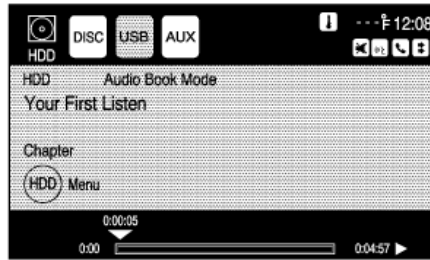 DISC USB AUX
---°F 12:08
HDD
HDD Audio Book Mode
Your First Listen
Chapter
HDD Menu
0:00:05
0:00 0:04:57